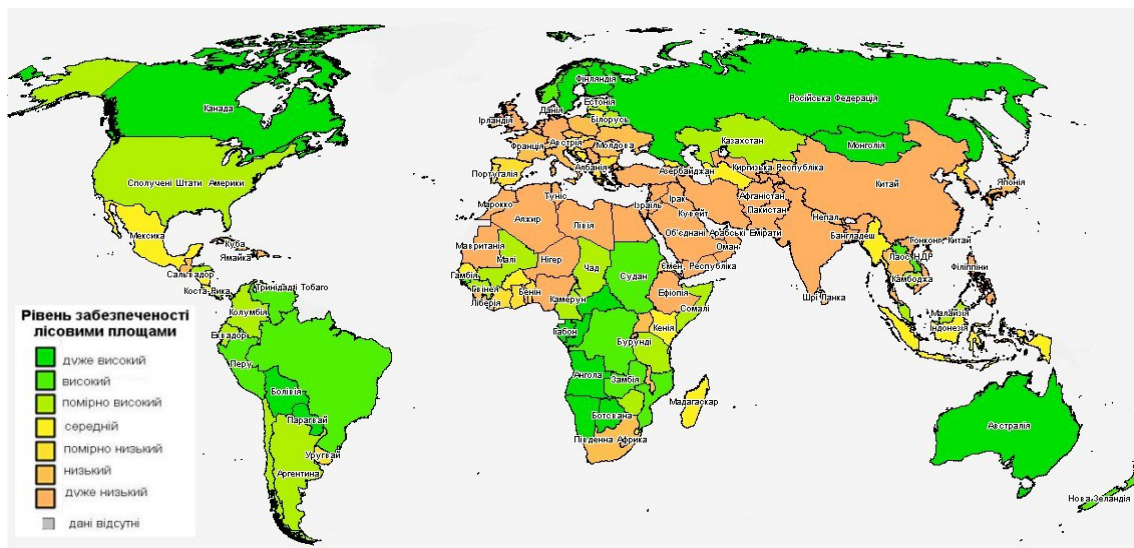 Канада
Фінляндія
Російська Федерація
Данія
Естонія
Ірландія
Білорусь
Франція
Австрія
Молдова
Казахстан
Монголія
Сполучені Штати Америки
Португалія
Албанія
Азербайджан
Киргизька Республіка
Китай
Японія
Марокко
Туніс
Ізраїль
Ірак
Афганістан
Пакистан
Алжир
Лівія
Кувейт
Непал
Мексика
Куба
Мавританія
Об'єднані Арабські Емірати
Бангладеш
Гонконг, Китай
Ямайка
Малі
Нігер
Чад
Судан
Оман
Лаос НДР
Сальвадор
Гамбія
Ємен, Республіка
Філіппіни
Коста-Рика
Тринідад і Тобаго
Гвінея
Бенін
Ефіопія
Камбоджа
Ліберія
Камерун
Шрі Ланка
Колумбія
Сомалі
Малайзія
Еквадор
Габон
Кенія
Індонезія
Бурунді
Перу
Ангола
Замбія
Болівія
Мадагаскар
Парагвай
Ботсвана
Австралія
Південна Африка
Уругвай
Аргентина
Нова Зеландія
Рівень забезпеченості
лісовими площами
дуже високий
високий
помірно високий
середній
помірно низький
низький
дуже низький
дані відсутні